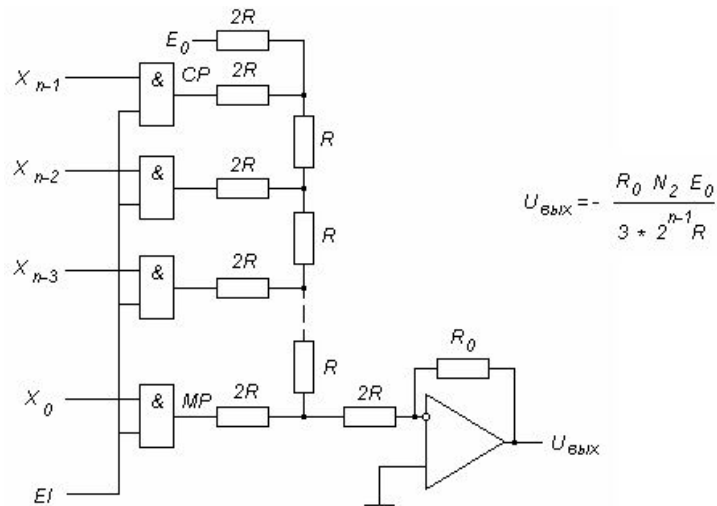 2R
E₀
X n-1
& CP 2R
R
X n-2
& 2R
R
X n-3
& 2R
R
X 0
& MP 2R 2R
R₀
Uвых
EI
Uвых = - R₀ N₂ E₀ / 3 * 2ⁿ⁻¹ R